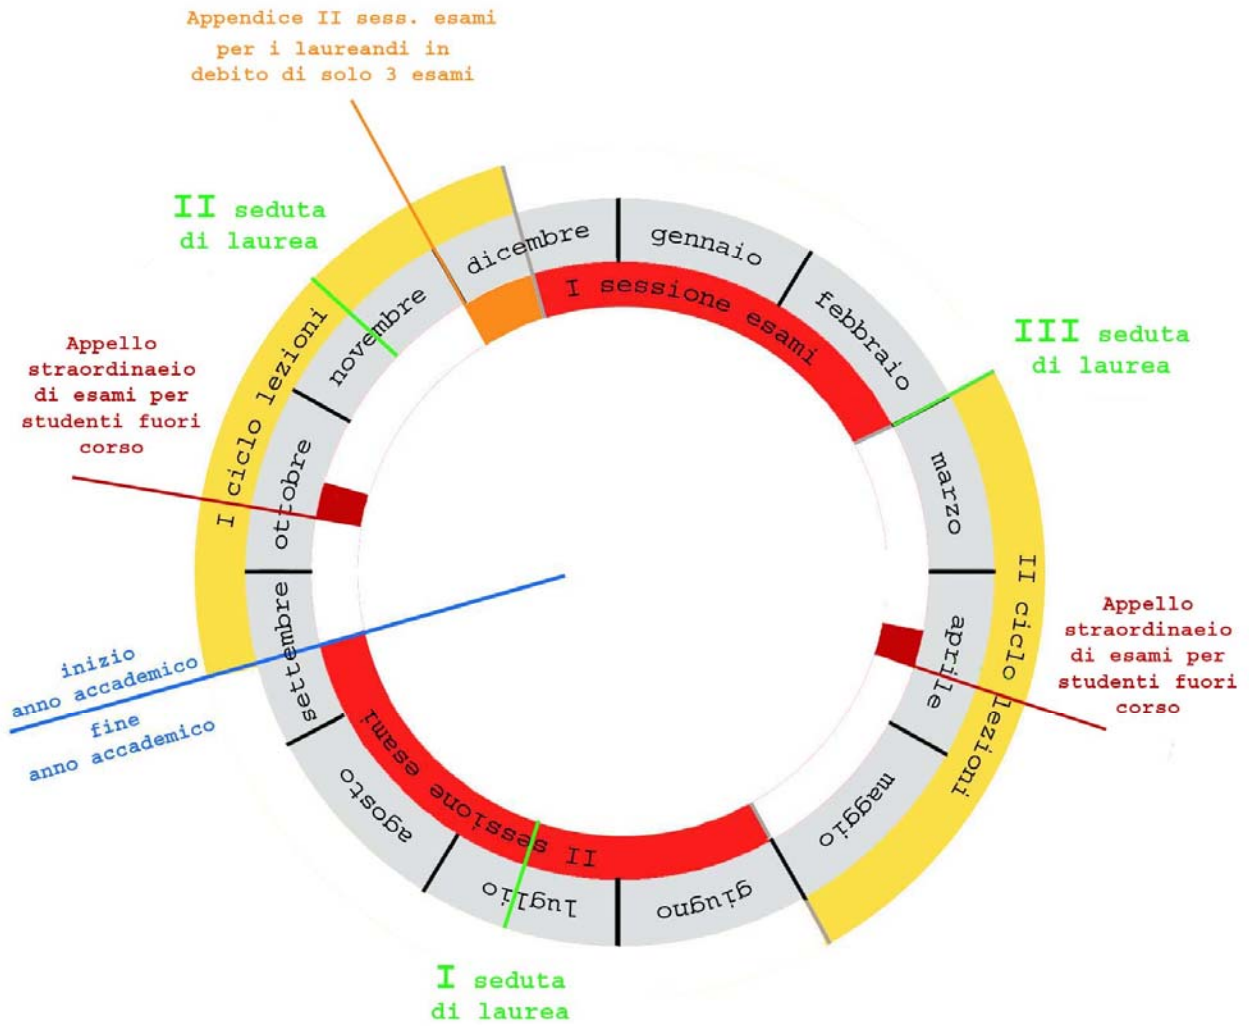 Appendice II sess. esami
per i laureandi in
debito di solo 3 esami
II seduta
di laurea
dicembre
gennaio
I sessione esami
febbraio
III seduta
di laurea
novembre
I ciclo lezioni
Appello
straordinaeio
di esami per
studenti fuori
corso
ottobre
marzo
II ciclo lezioni
settembre
aprile
Appello
straordinaeio
di esami per
studenti fuori
corso
inizio
anno accademico
fine
anno accademico
II sessione esami
agosto
maggio
luglio
giugno
I seduta
di laurea